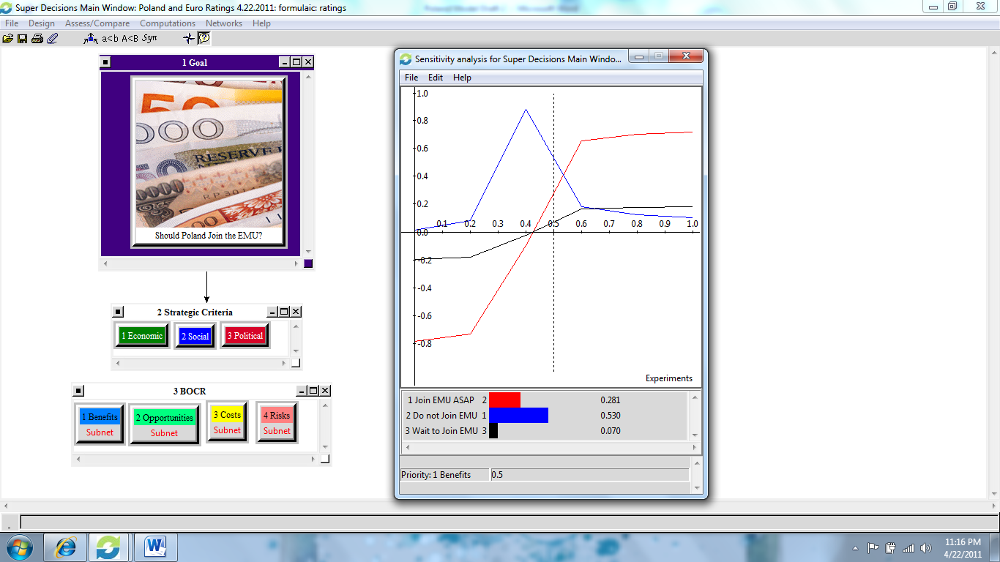 Super Decisions Main Window: Poland and Euro Ratings 4.22.2011: formulaic: ratings
File Design Assess/Compare Computations Networks Help
a<b A<B Syn
1 Goal
50
000
50
RESERVE
0000
RP301
00
Should Poland Join the EMU?
2 Strategic Criteria
1 Economic 2 Social 3 Political
3 BOCR
1 Benefits 2 Opportunities 3 Costs 4 Risks
Subnet Subnet Subnet Subnet
Sensitivity analysis for Super Decisions Main Windo...
File Edit Help
1.0
0.8
0.6
0.4
0.2
0.1 0.2 0.3 0.4 0.5 0.6 0.7 0.8 0.9 1.0
0.0
-0.2
-0.4
-0.6
-0.8
Experiments
1 Join EMU ASAP 2 0.281
2 Do not Join EMU 1 0.530
3 Wait to Join EMU 3 0.070
Priority: 1 Benefits 0.5
11:16 PM
4/22/2011